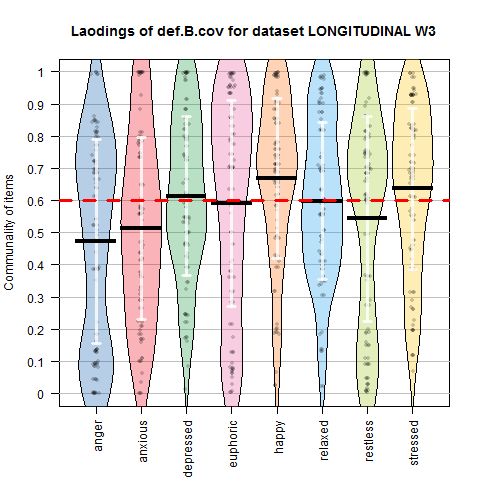 Laodings of def.B.cov for dataset LONGITUDINAL W3
Communality of items
1
0.9
0.8
0.7
0.6
0.5
0.4
0.3
0.2
0.1
0
anger
anxious
depressed
euphoric
happy
relaxed
restless
stressed